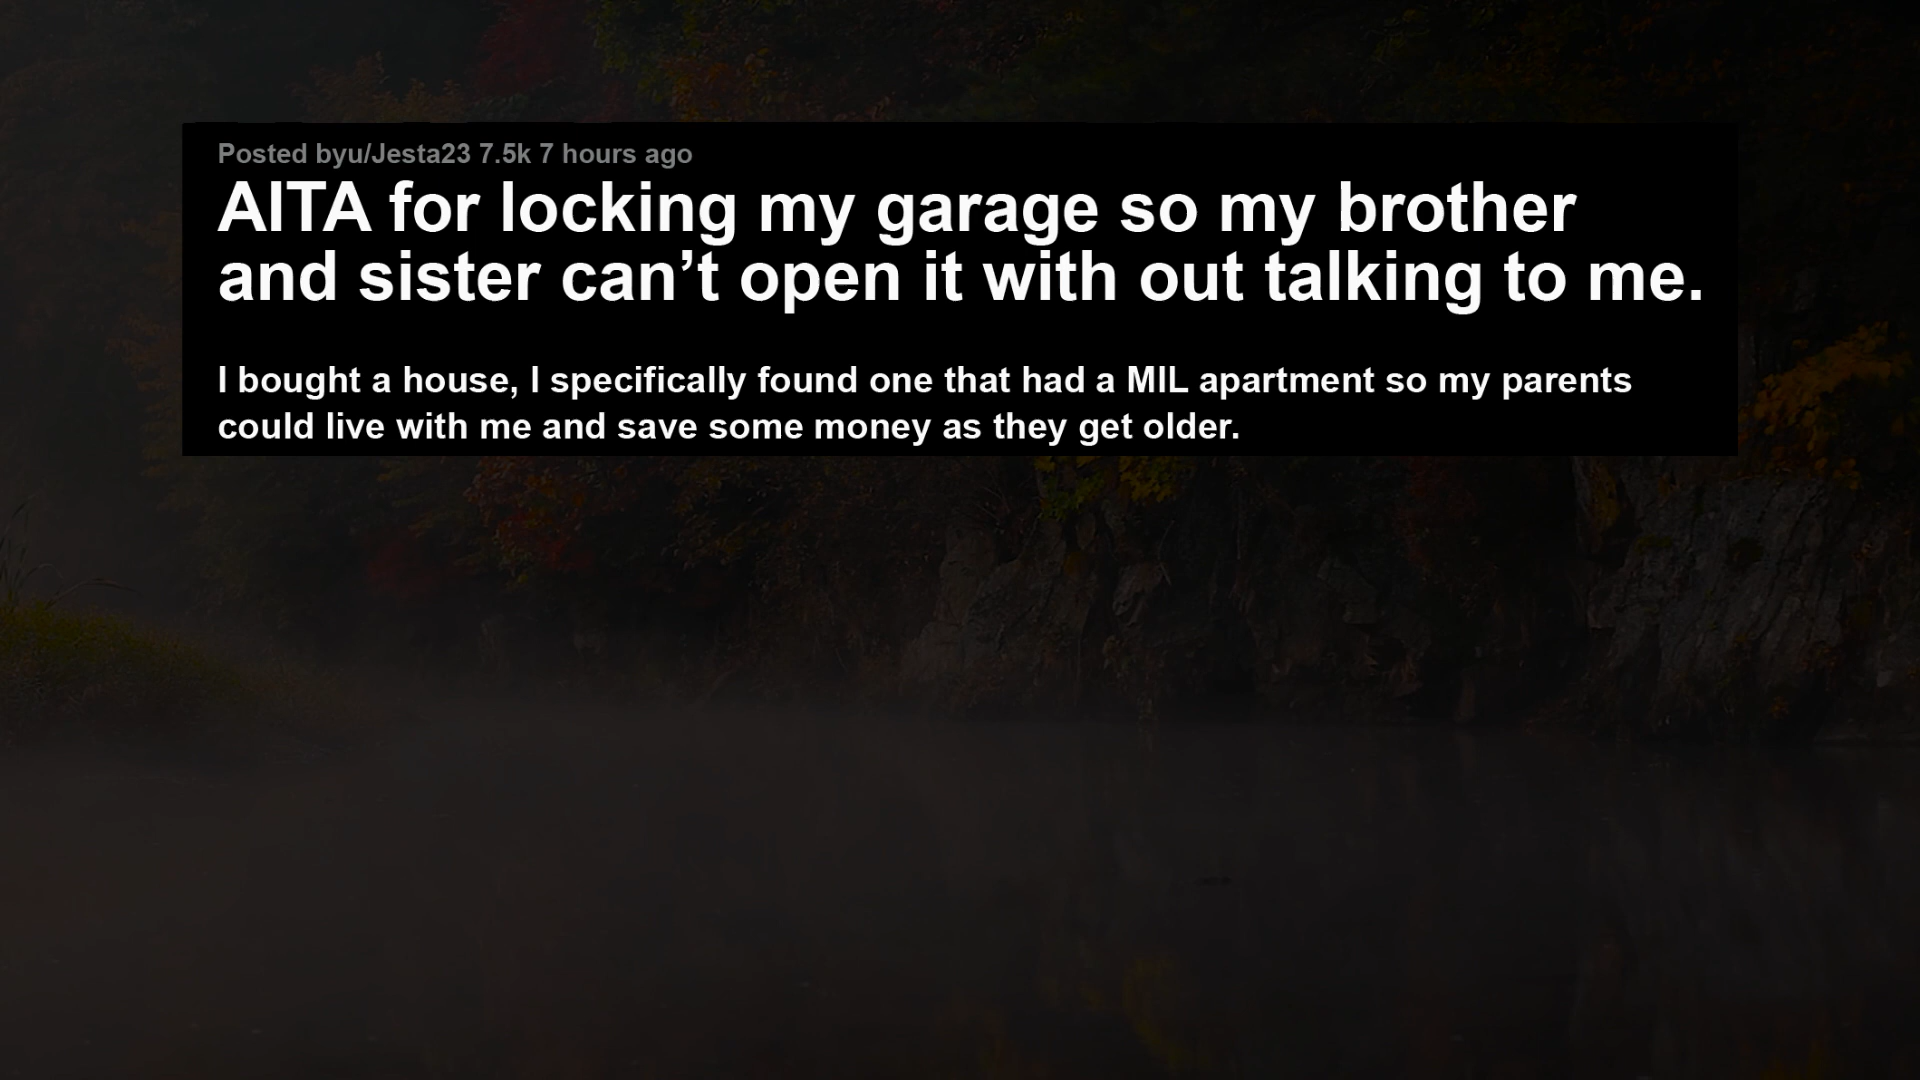 Posted byu/Jesta23 7.5k 7 hours ago
AITA for locking my garage so my brother
and sister can’t open it with out talking to me.
I bought a house, I specifically found one that had a MIL apartment so my parents
could live with me and save some money as they get older.